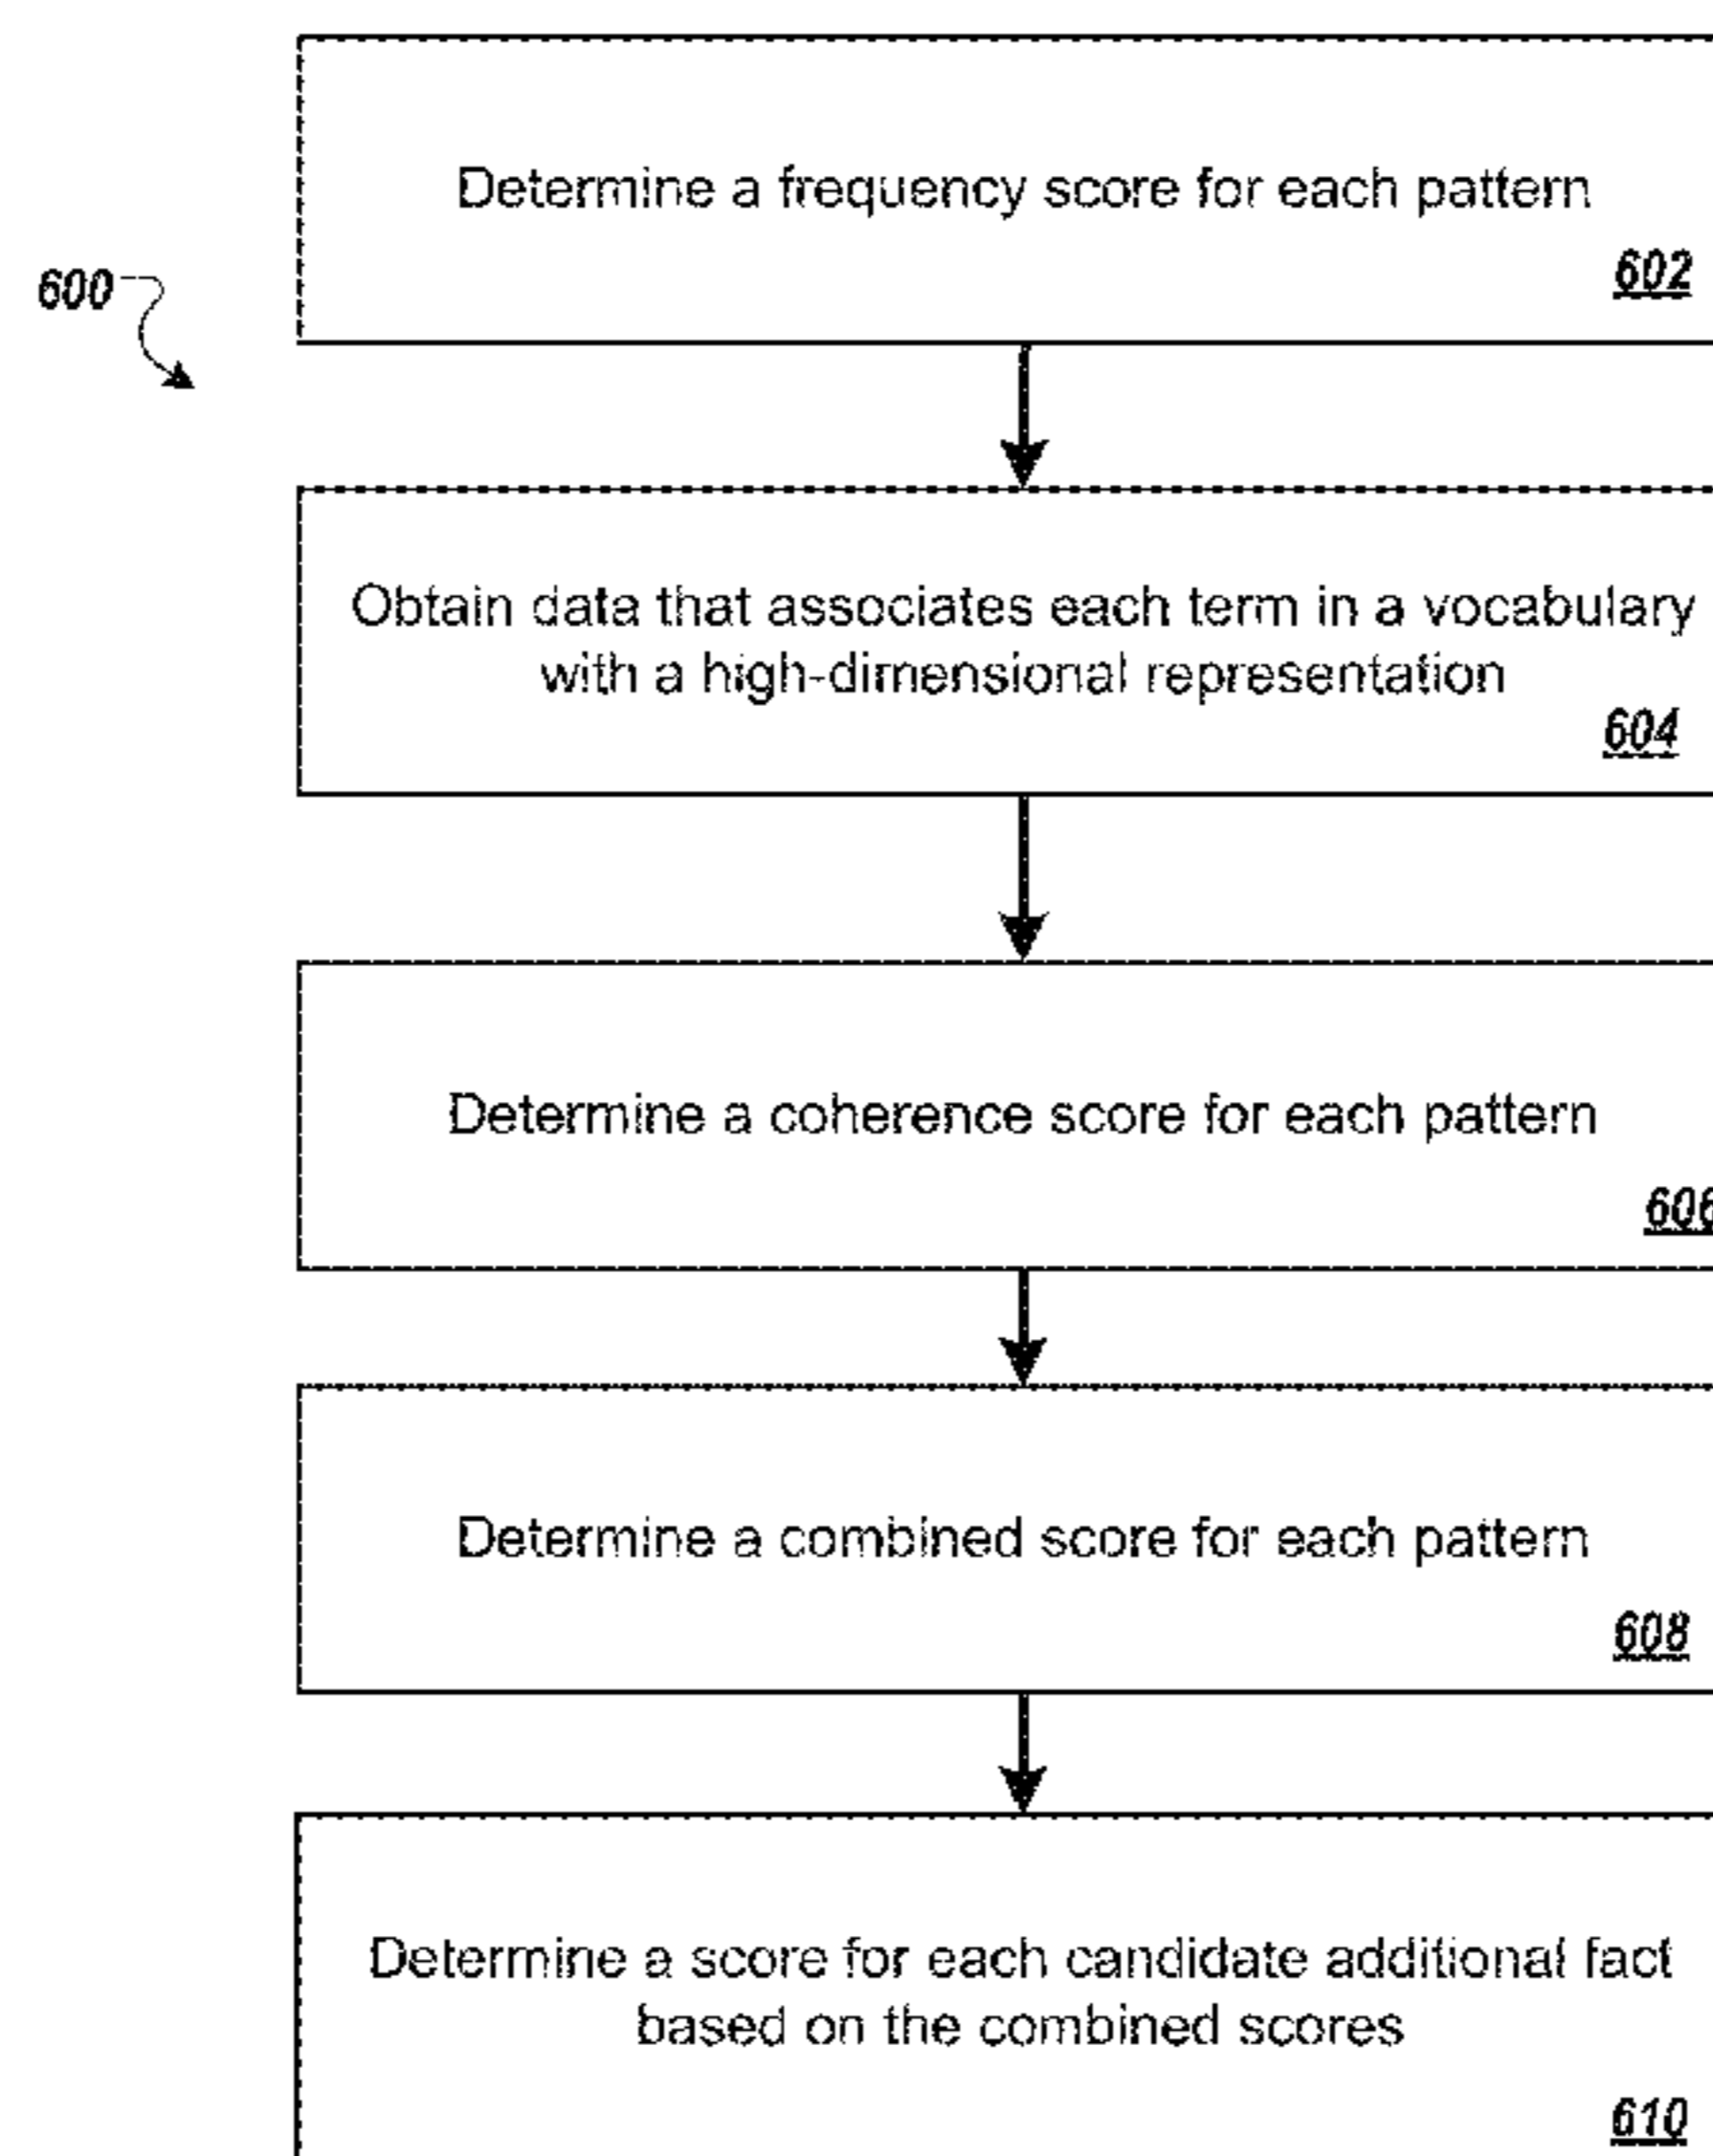 Determine a frequency score for each pattern
602
600
Obtain data that associates each term in a vocabulary
with a high-dimensional representation
604
Determine a coherence score for each pattern
606
Determine a combined score for each pattern
608
Determine a score for each candidate additional fact
based on the combined scores
610